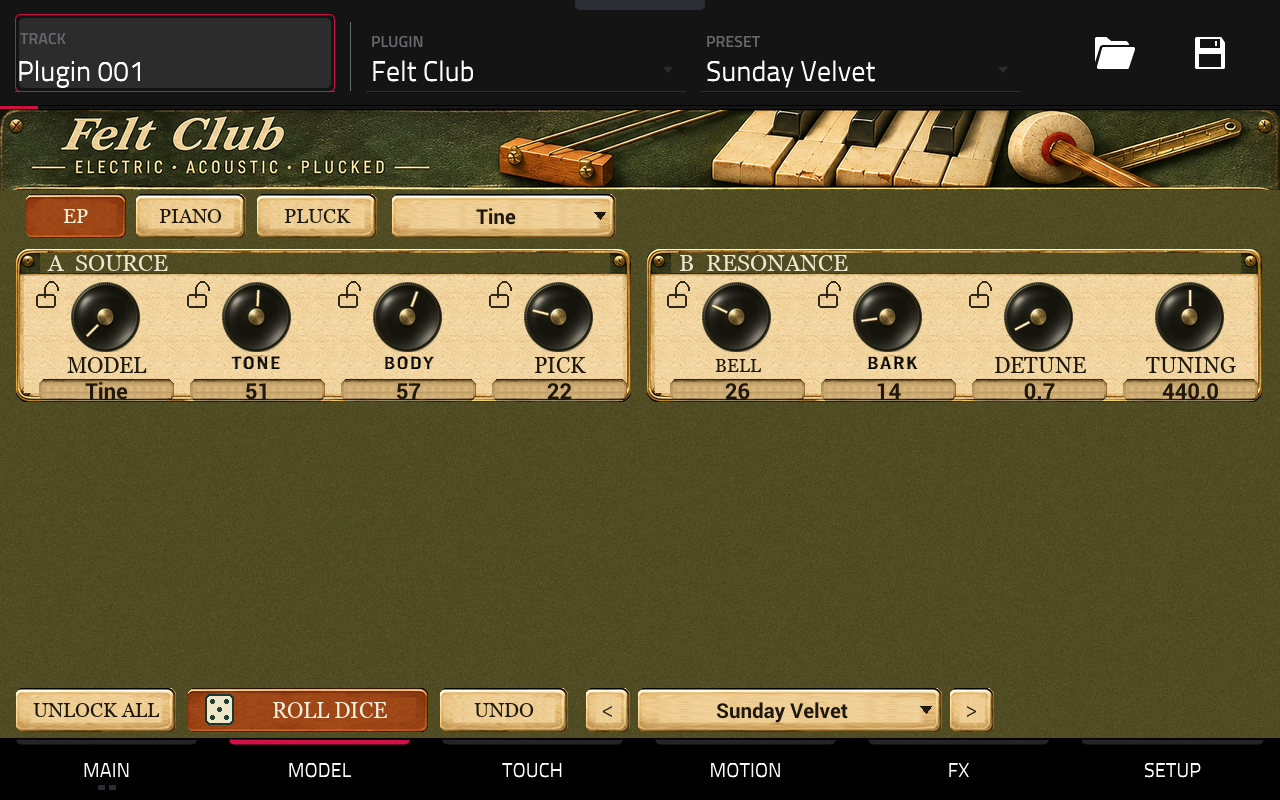 TRACK
Plugin 001
PLUGIN
Felt Club
PRESET
Sunday Velvet
Felt Club
ELECTRIC · ACOUSTIC · PLUCKED
EP
PIANO
PLUCK
Tine
A SOURCE
MODEL
TONE
BODY
PICK
Tine
51
57
22
B RESONANCE
BELL
BARK
DETUNE
TUNING
26
14
0.7
440.0
UNLOCK ALL
ROLL DICE
UNDO
<
Sunday Velvet
>
MAIN
MODEL
TOUCH
MOTION
FX
SETUP